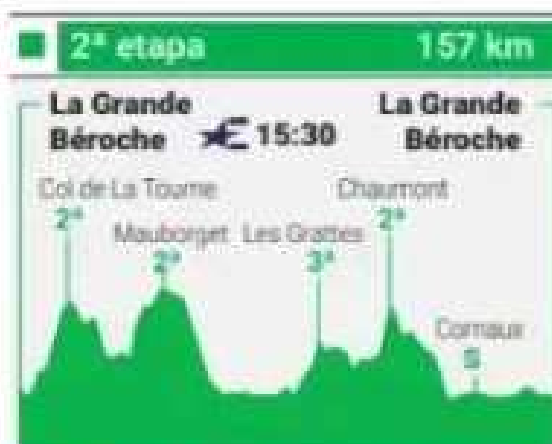 2ª etapa 157 km
La Grande Béroche
15:30
La Grande Béroche
Col de La Tourne
2ª
Mauborget
2ª
Les Grattes
3ª
Chaumont
2ª
Cornaux
S